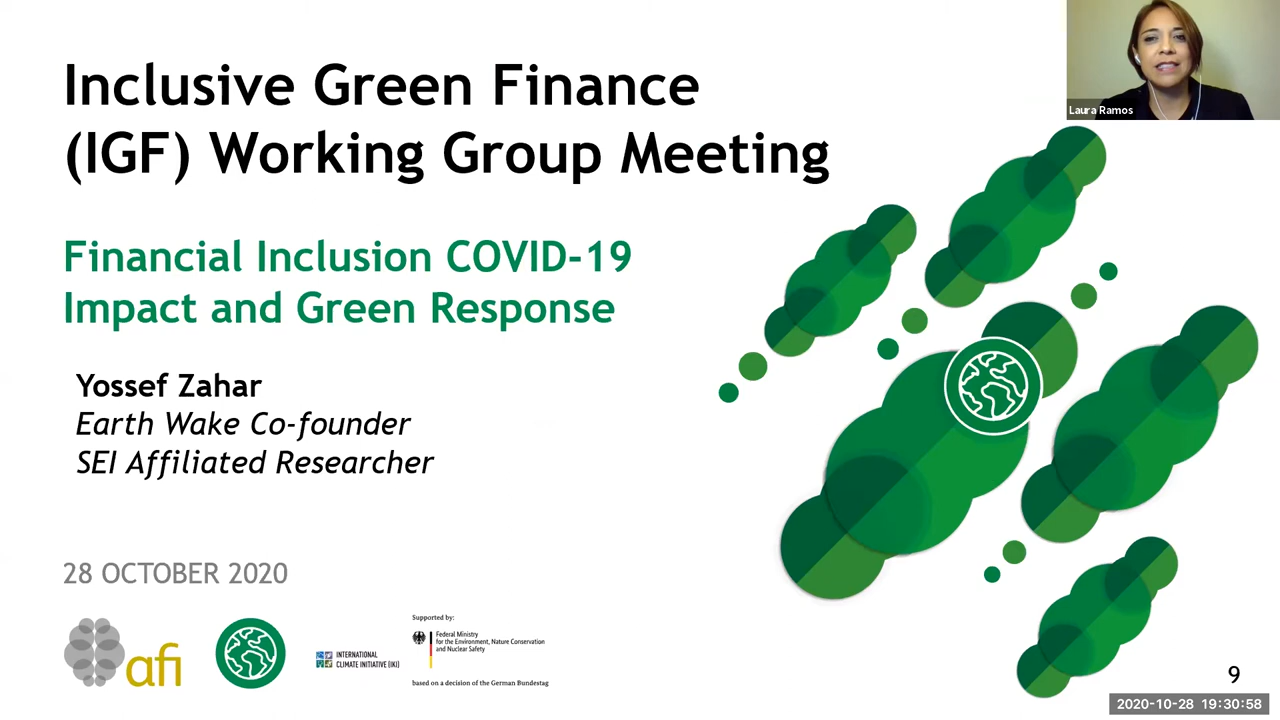 Inclusive Green Finance
(IGF) Working Group Meeting
Laura Ramos
Financial Inclusion COVID-19
Impact and Green Response
Yossef Zahar
Earth Wake Co-founder
SEI Affiliated Researcher
28 OCTOBER 2020
afi
INTERNATIONAL
CLIMATE INITIATIVE (IKI)
Supported by:
Federal Ministry
for the Environment, Nature Conservation
and Nuclear Safety
based on a decision of the German Bundestag
9
2020-10-28 19:30:58